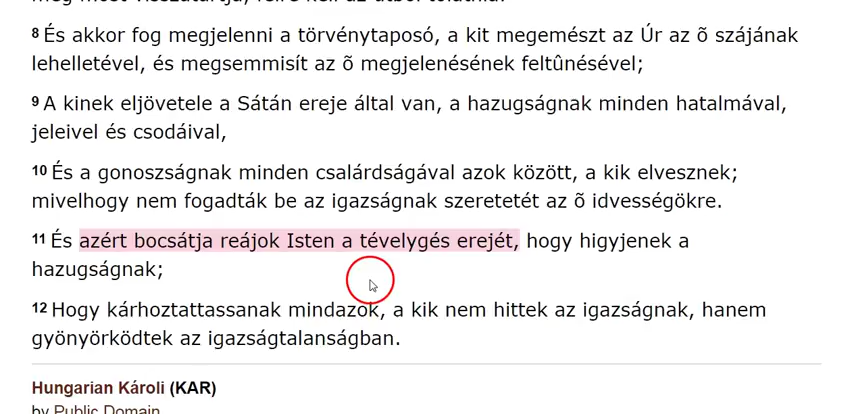 8 És akkor fog megjelenni a törvénytaposó, a kit megemészt az Úr az õ szájának
lehelletével, és megsemmisít az õ megjelenésének feltûnésével;
9 A kinek eljövetele a Sátán ereje által van, a hazugságnak minden hatalmával,
jeleivel és csodáival,
10 És a gonoszságnak minden csalárdságával azok között, a kik elvesznek;
mivelhogy nem fogadták be az igazságnak szeretetét az õ idvességökre.
11 És azért bocsátja reájok Isten a tévelygés erejét, hogy higyjenek a
hazugságnak;
12 Hogy kárhoztattassanak mindazok, a kik nem hittek az igazságnak, hanem
gyönyörködtek az igazságtalanságban.
Hungarian Károli (KAR)
by Public Domain